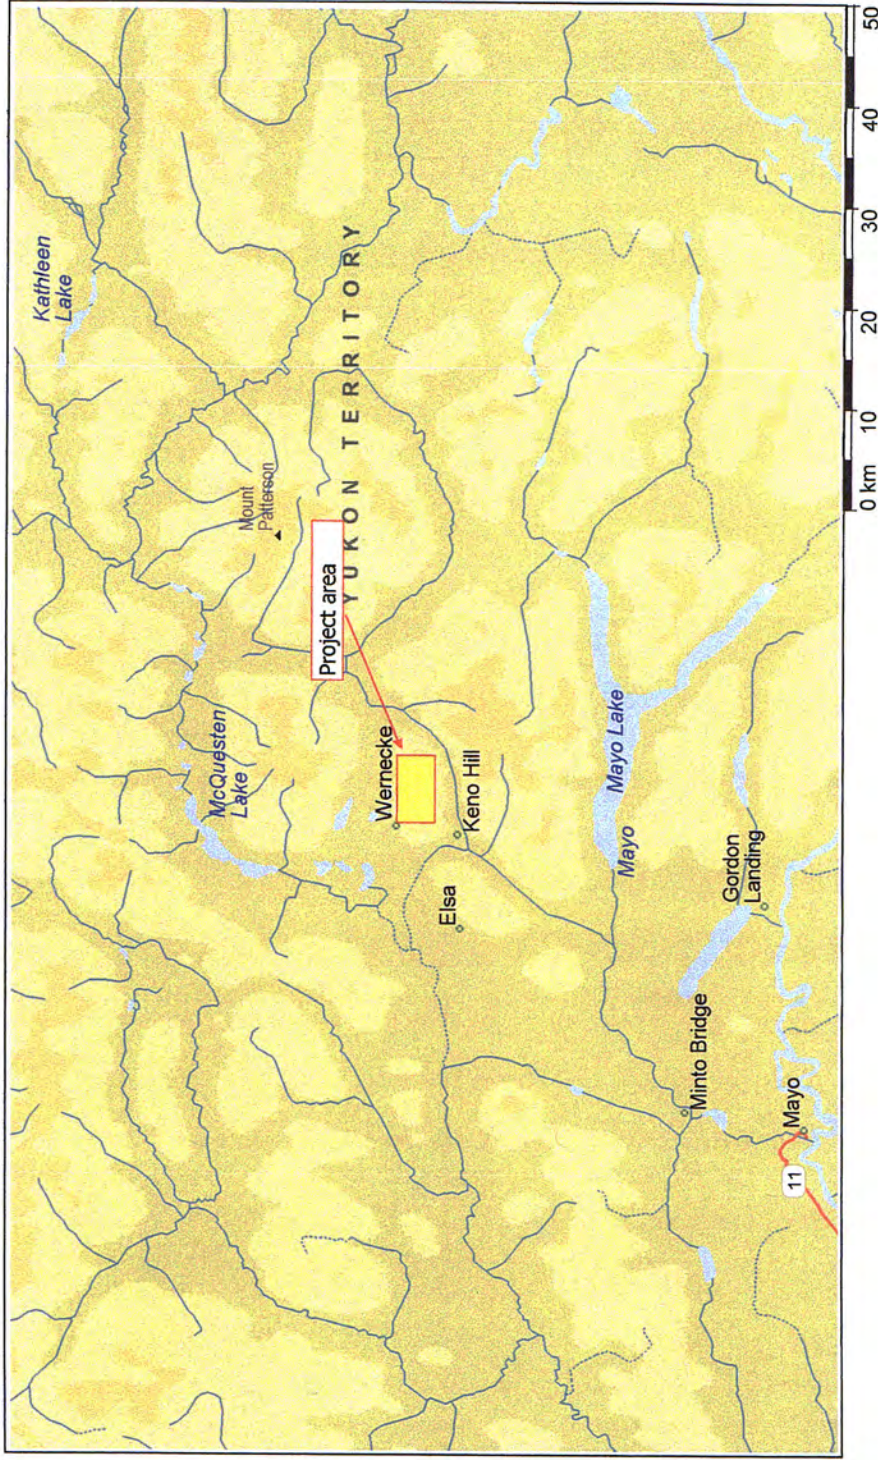 Kathleen
Lake
Mount
Patterson
YUKON TERRITORY
Project area
McQuesten
Lake
Wernecke
Keno Hill
Elsa
Mayo Lake
Mayo
Gordon
Landing
Minto Bridge
Mayo
11
0 km
10
20
30
40
50